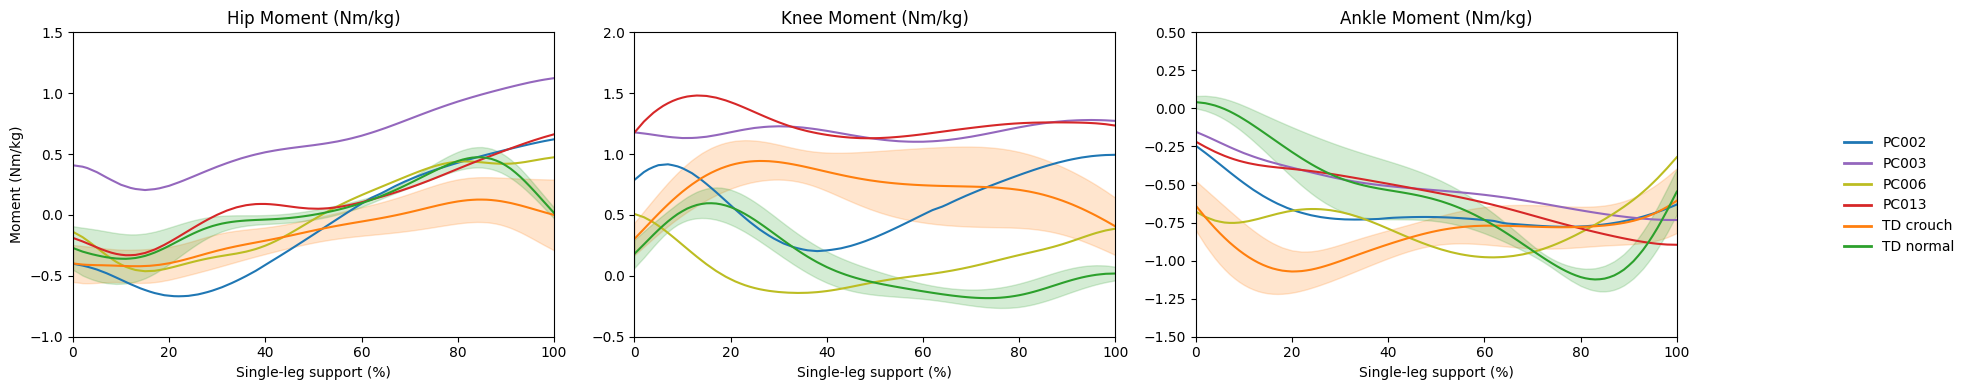 Hip Moment (Nm/kg)
Moment (Nm/kg)
1.5
1.0
0.5
0.0
−0.5
−1.0
0 20 40 60 80 100
Single-leg support (%)
Knee Moment (Nm/kg)
2.0
1.5
1.0
0.5
0.0
−0.5
0 20 40 60 80 100
Single-leg support (%)
Ankle Moment (Nm/kg)
0.50
0.25
0.00
−0.25
−0.50
−0.75
−1.00
−1.25
−1.50
0 20 40 60 80 100
Single-leg support (%)
PC002
PC003
PC006
PC013
TD crouch
TD normal